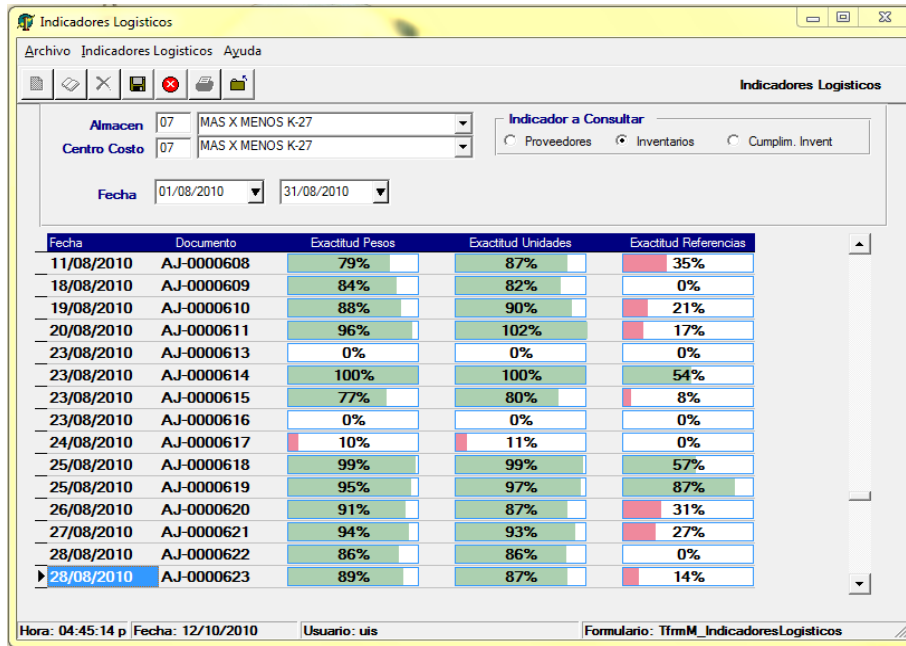 Indicadores Logisticos
Archivo Indicadores Logisticos Ayuda
Indicadores Logisticos
Almacen 07 MAS X MENOS K-27
Centro Costo 07 MAS X MENOS K-27
Indicador a Consultar
Proveedores Inventarios Cumplim. Invent
Fecha 01/08/2010 31/08/2010
Fecha Documento Exactitud Pesos Exactitud Unidades Exactitud Referencias
11/08/2010 AJ-0000608 79% 87% 35%
18/08/2010 AJ-0000609 84% 82% 0%
19/08/2010 AJ-0000610 88% 90% 21%
20/08/2010 AJ-0000611 96% 102% 17%
23/08/2010 AJ-0000613 0% 0% 0%
23/08/2010 AJ-0000614 100% 100% 54%
23/08/2010 AJ-0000615 77% 80% 8%
23/08/2010 AJ-0000616 0% 0% 0%
24/08/2010 AJ-0000617 10% 11% 0%
25/08/2010 AJ-0000618 99% 99% 57%
25/08/2010 AJ-0000619 95% 97% 87%
26/08/2010 AJ-0000620 91% 87% 31%
27/08/2010 AJ-0000621 94% 93% 27%
28/08/2010 AJ-0000622 86% 86% 0%
28/08/2010 AJ-0000623 89% 87% 14%
Hora: 04:45:14 p Fecha: 12/10/2010 Usuario: uis Formulario: TfrmM_IndicadoresLogisticos